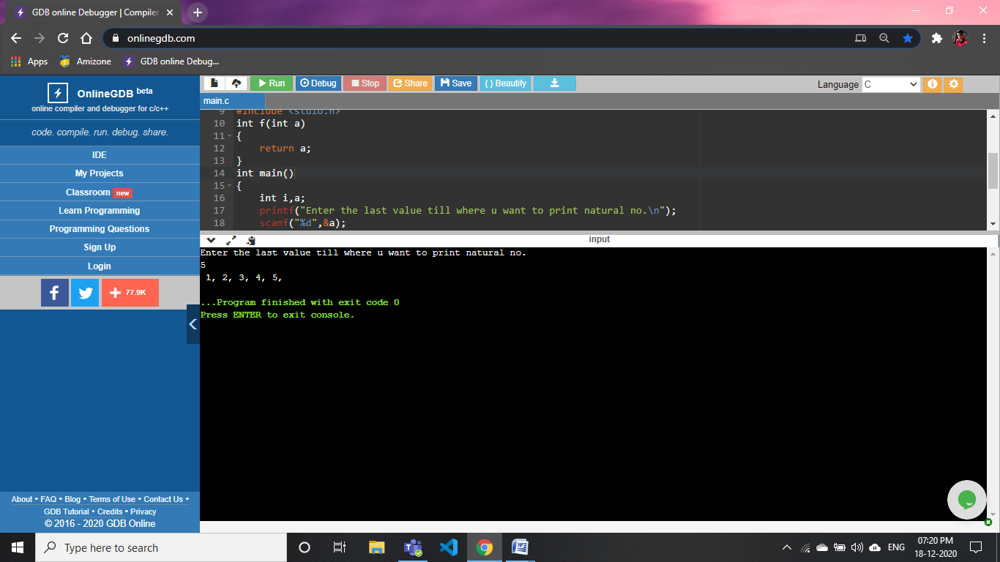 GDB online Debugger | Compiler
onlinegdb.com
Apps Amizone GDB online Debug...
OnlineGDB beta
online compiler and debugger for c/c++
code. compile. run. debug. share.
IDE
My Projects
Classroom new
Learn Programming
Programming Questions
Sign Up
Login
f + 77.9K
About • FAQ • Blog • Terms of Use • Contact Us •
GDB Tutorial • Credits • Privacy
© 2016 - 2020 GDB Online
Run Debug Stop Share Save { } Beautify Language C
main.c
9 #include <stdio.h>
10 int f(int a)
11 {
12 return a;
13 }
14 int main()
15 {
16 int i,a;
17 printf("Enter the last value till where u want to print natural no.\n");
18 scanf("%d",&a);
input
Enter the last value till where u want to print natural no.
5
1, 2, 3, 4, 5,
...Program finished with exit code 0
Press ENTER to exit console.
Type here to search
ENG
07:20 PM
18-12-2020